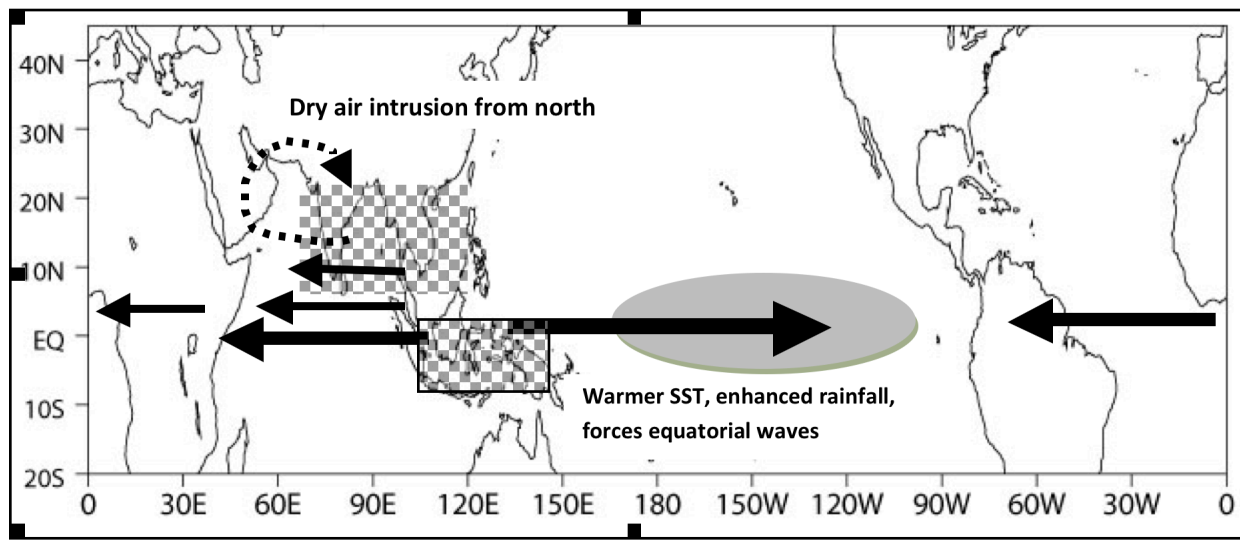 40N
Dry air intrusion from north
30N
20N
10N
EQ
Warmer SST, enhanced rainfall,
10S
forces equatorial waves
20S
0 30E 60E 90E 120E 150E 180 150W 120W 90W 60W 30W 0